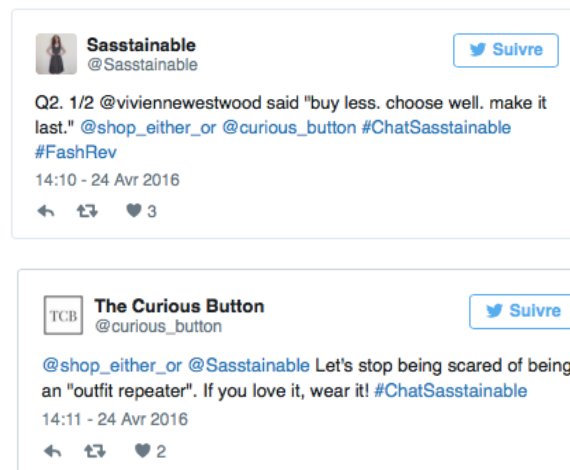 Sasstainable
@Sasstainable
Suivre
Q2. 1/2 @viviennewestwood said "buy less. choose well. make it
last." @shop_either_or @curious_button #ChatSasstainable
#FashRev
14:10 - 24 Avr 2016
3
TCB
The Curious Button
@curious_button
Suivre
@shop_either_or @Sasstainable Let's stop being scared of being
an "outfit repeater". If you love it, wear it! #ChatSasstainable
14:11 - 24 Avr 2016
2